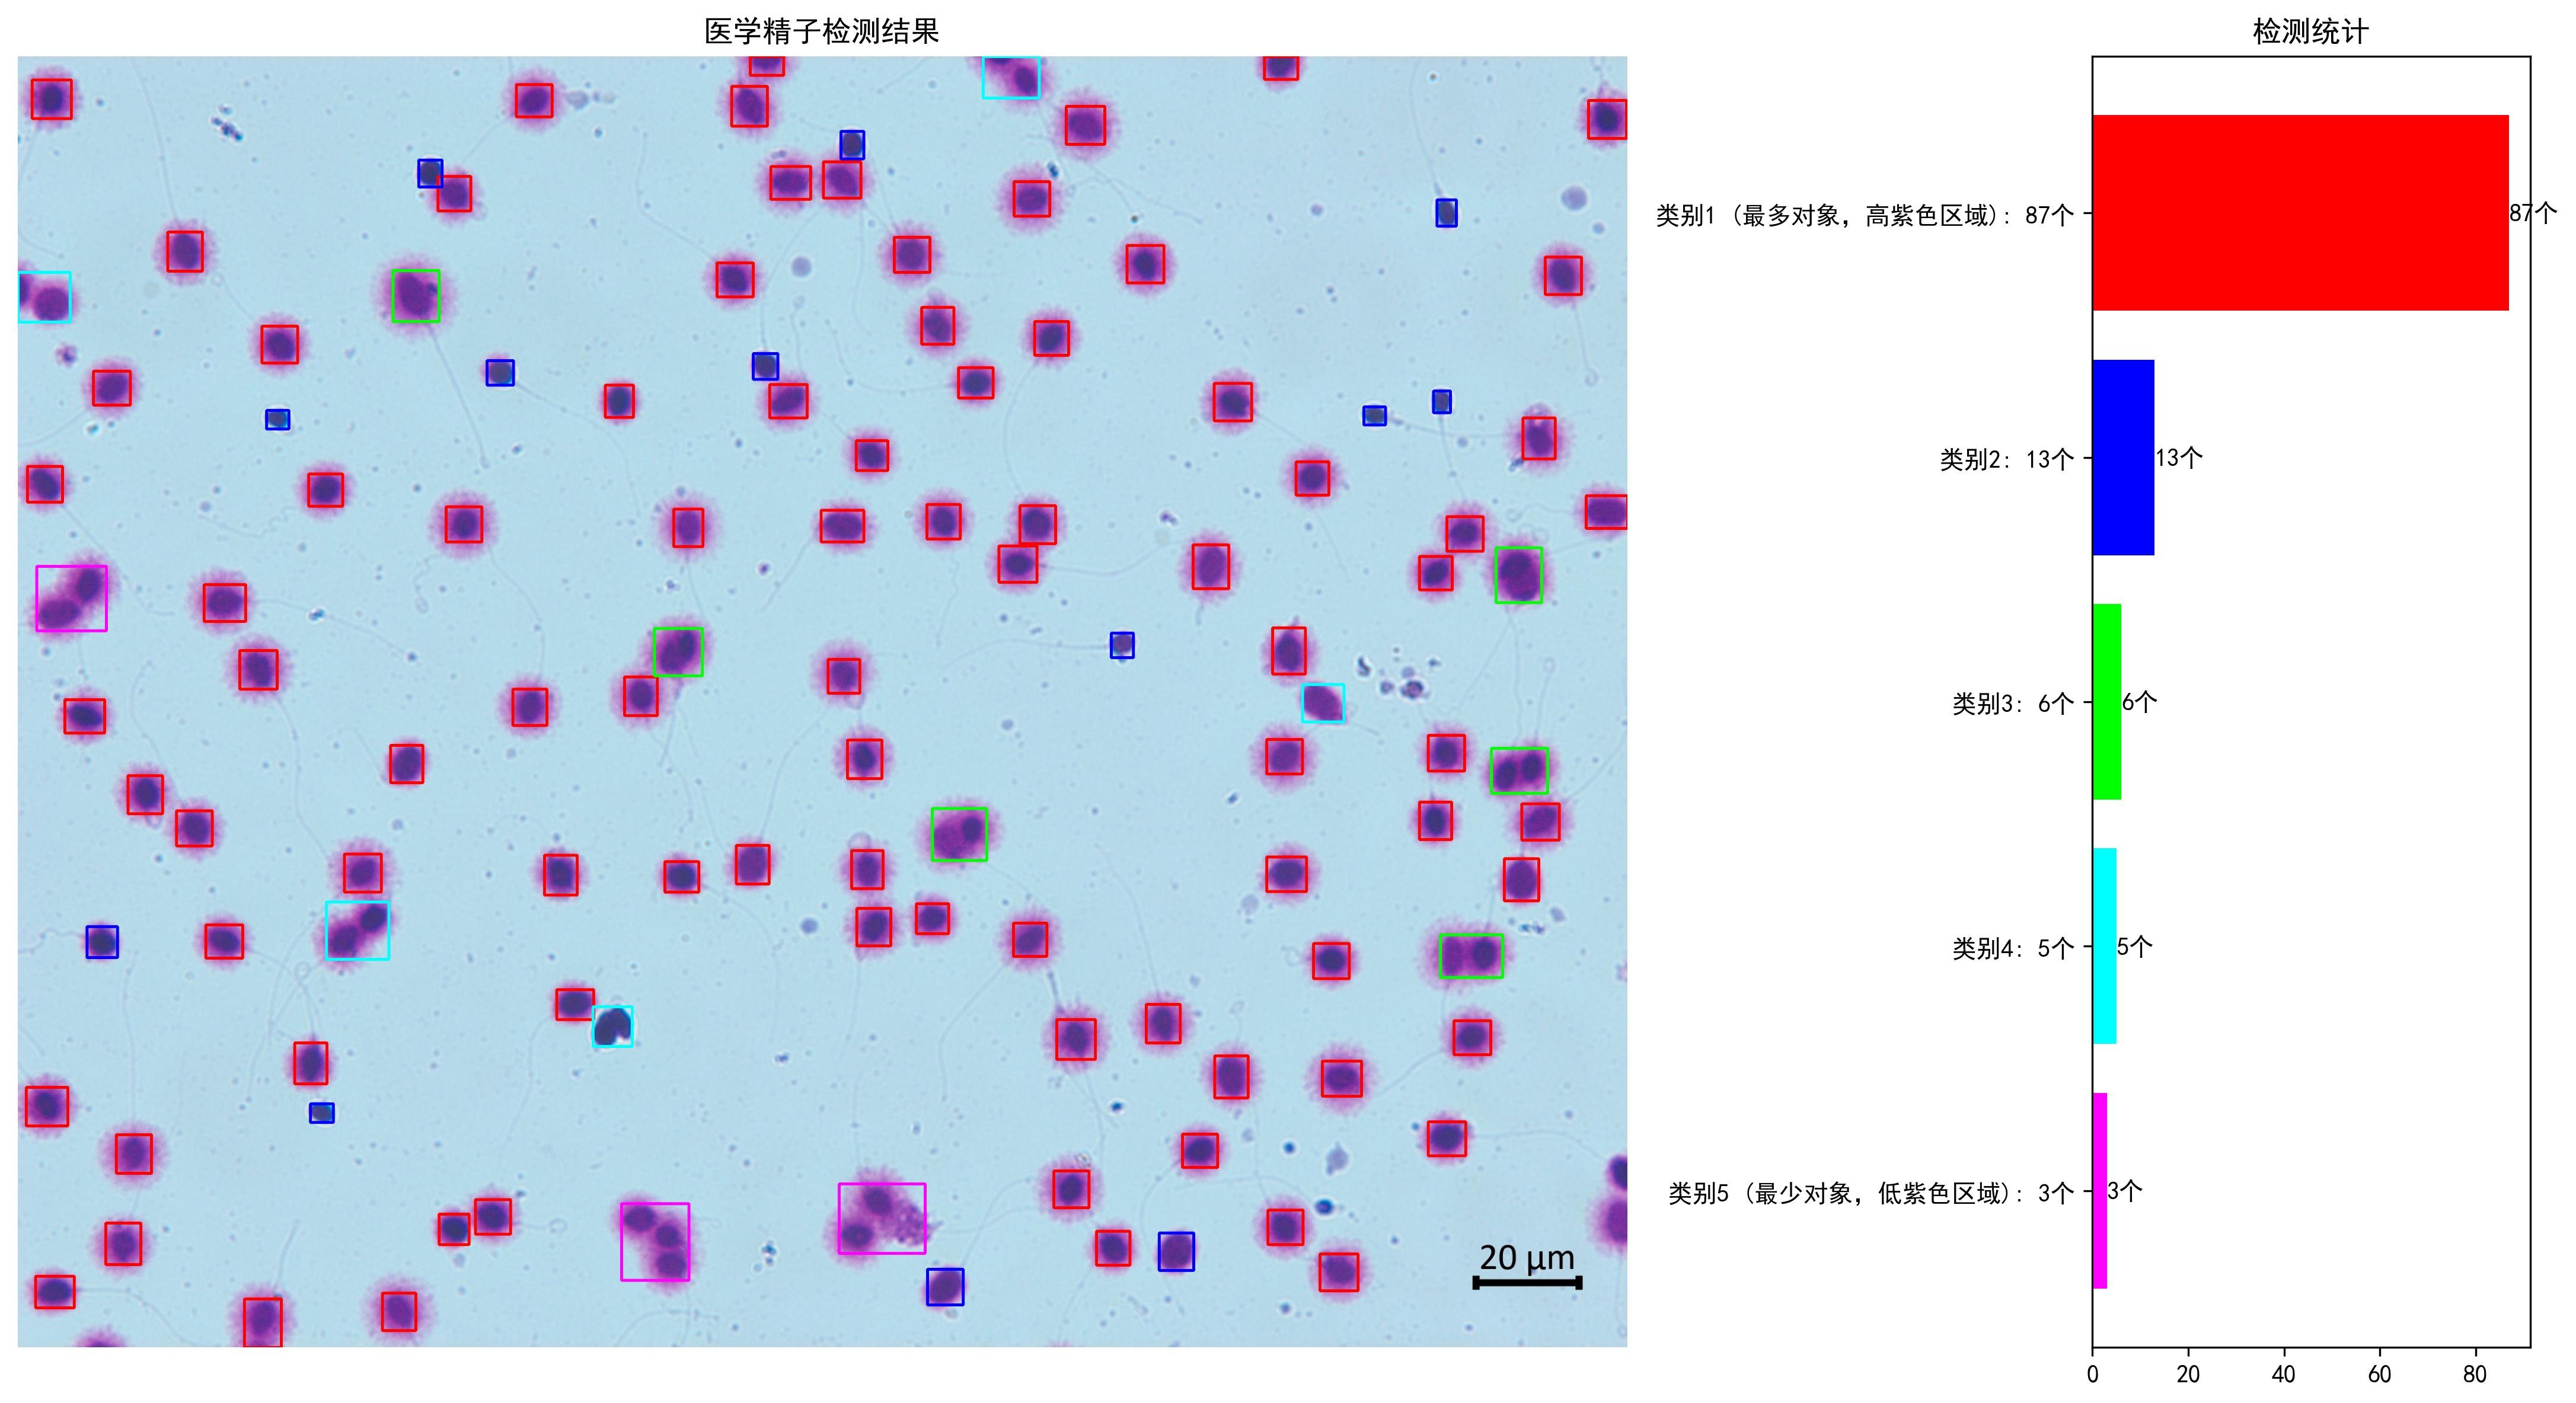 医学精子检测结果
20 μm
检测统计
类别1 (最多对象, 高紫色区域): 87个
87个
类别2: 13个
13个
类别3: 6个
6个
类别4: 5个
5个
类别5 (最少对象, 低紫色区域): 3个
3个
0 20 40 60 80